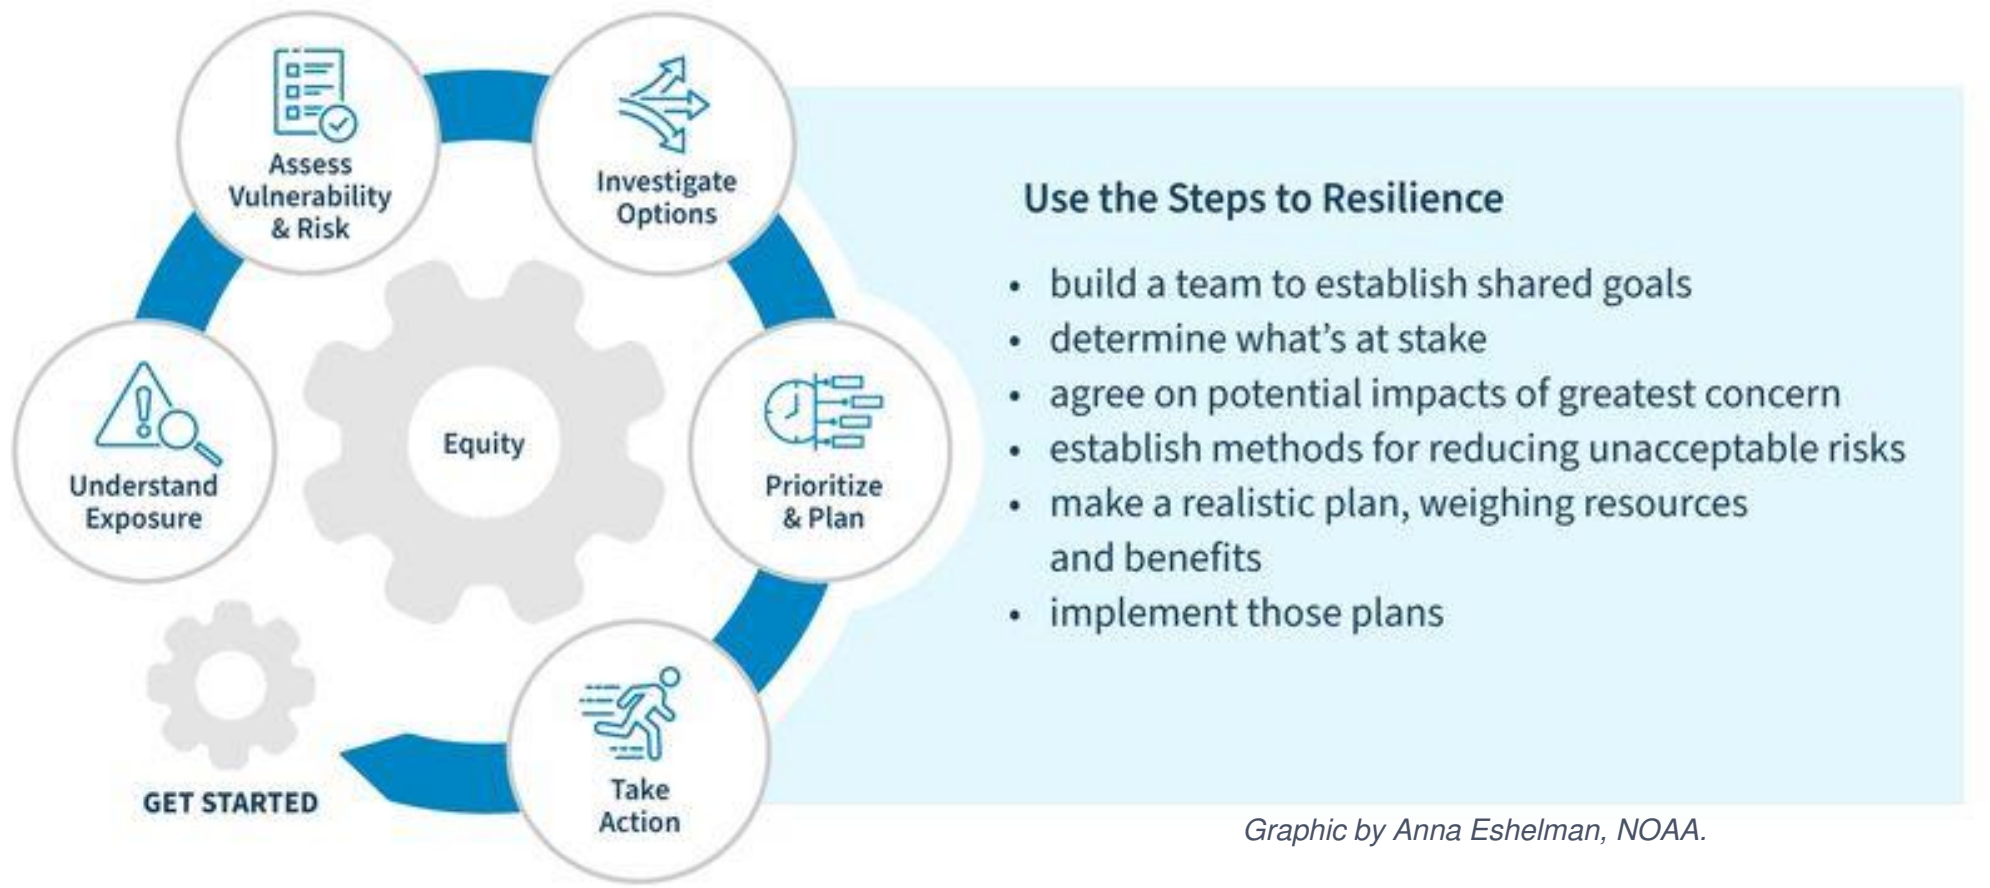 Assess
Vulnerability
& Risk
Investigate
Options
Understand
Exposure
Equity
Prioritize
& Plan
GET STARTED
Take
Action
Use the Steps to Resilience
• build a team to establish shared goals
• determine what's at stake
• agree on potential impacts of greatest concern
• establish methods for reducing unacceptable risks
• make a realistic plan, weighing resources
and benefits
• implement those plans
Graphic by Anna Eshelman, NOAA.